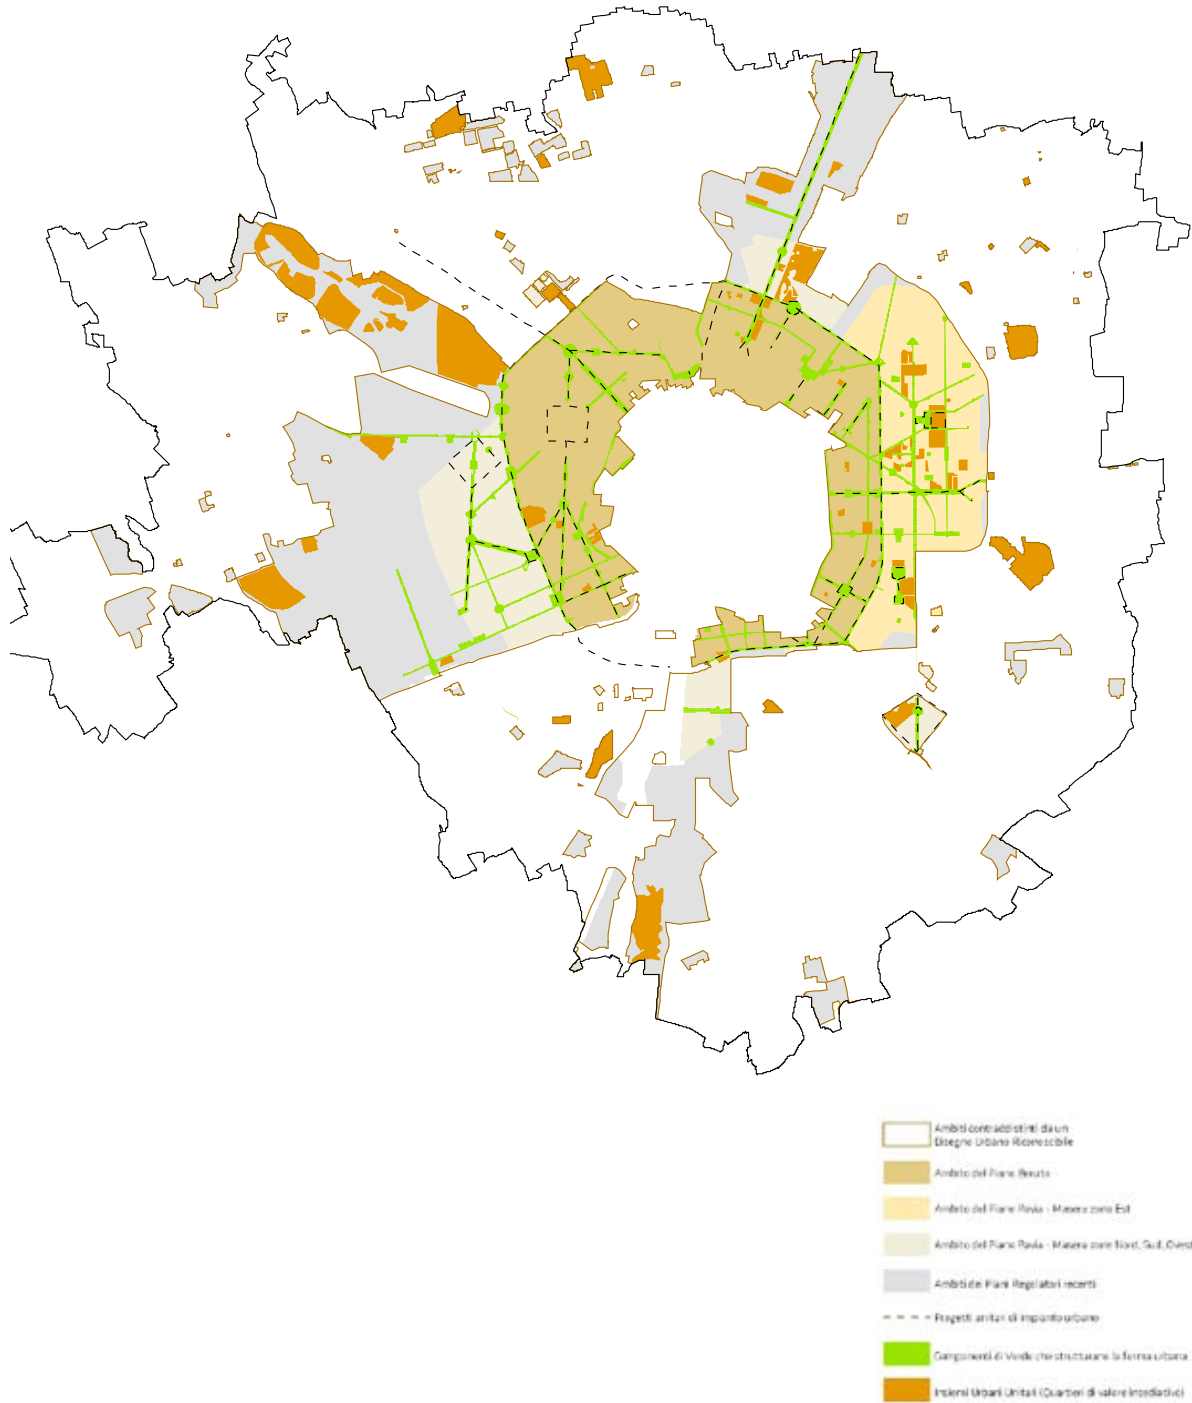 Ambiti contraddistinti da un
Disegno Urbano Riconoscibile
Ambito del Piano Beruto
Ambito del Piano Pavia - Masera zona Est
Ambito del Piano Pavia - Masera zone Nord, Sud, Ovest
Ambiti dei Piani Regolatori recenti
Progetti unitari di impianto urbano
Componenti di Verde che strutturano la forma urbana
Insiemi Urbani Unitari (Quartieri di valore insediativo)